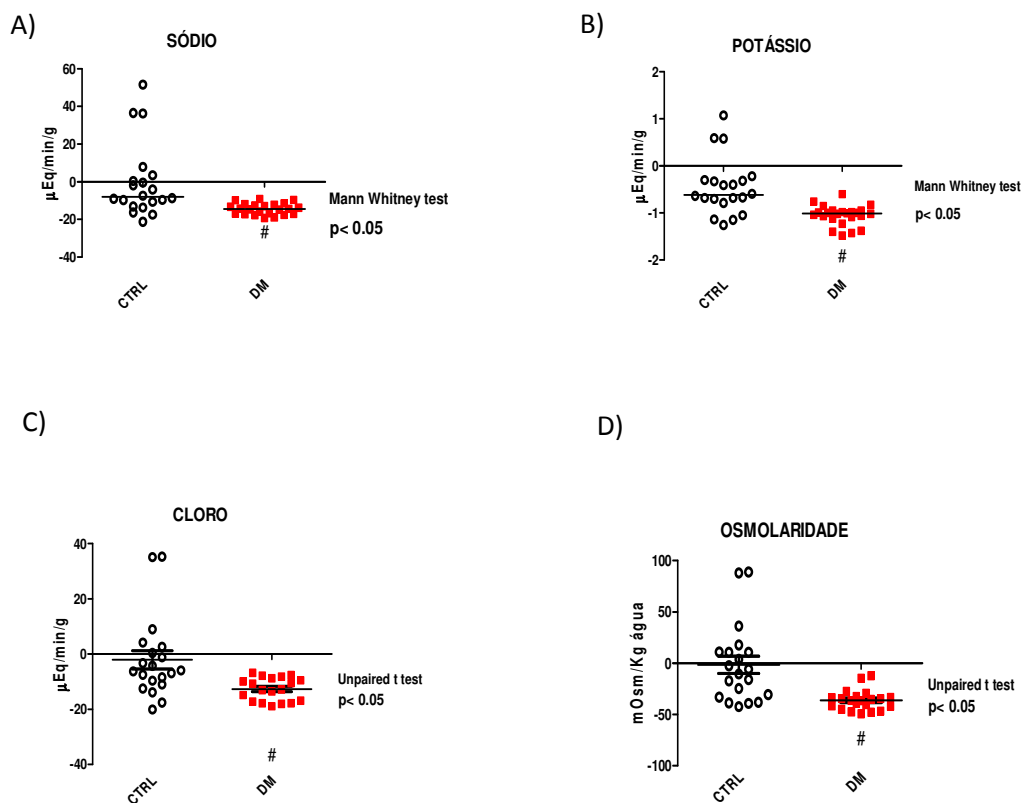 A)
SÓDIO
60
40
20
0
-20
-40
µEq/min/g
CTRL
DM
#
Mann Whitney test
p< 0.05
B)
POTÁSSIO
2
1
0
-1
-2
µEq/min/g
CTRL
DM
#
Mann Whitney test
p< 0.05
C)
CLORO
40
20
0
-20
-40
µEq/min/g
CTRL
DM
#
Unpaired t test
p< 0.05
D)
OSMOLARIDADE
100
50
0
-50
-100
mOsm/Kg água
CTRL
DM
#
Unpaired t test
p< 0.05